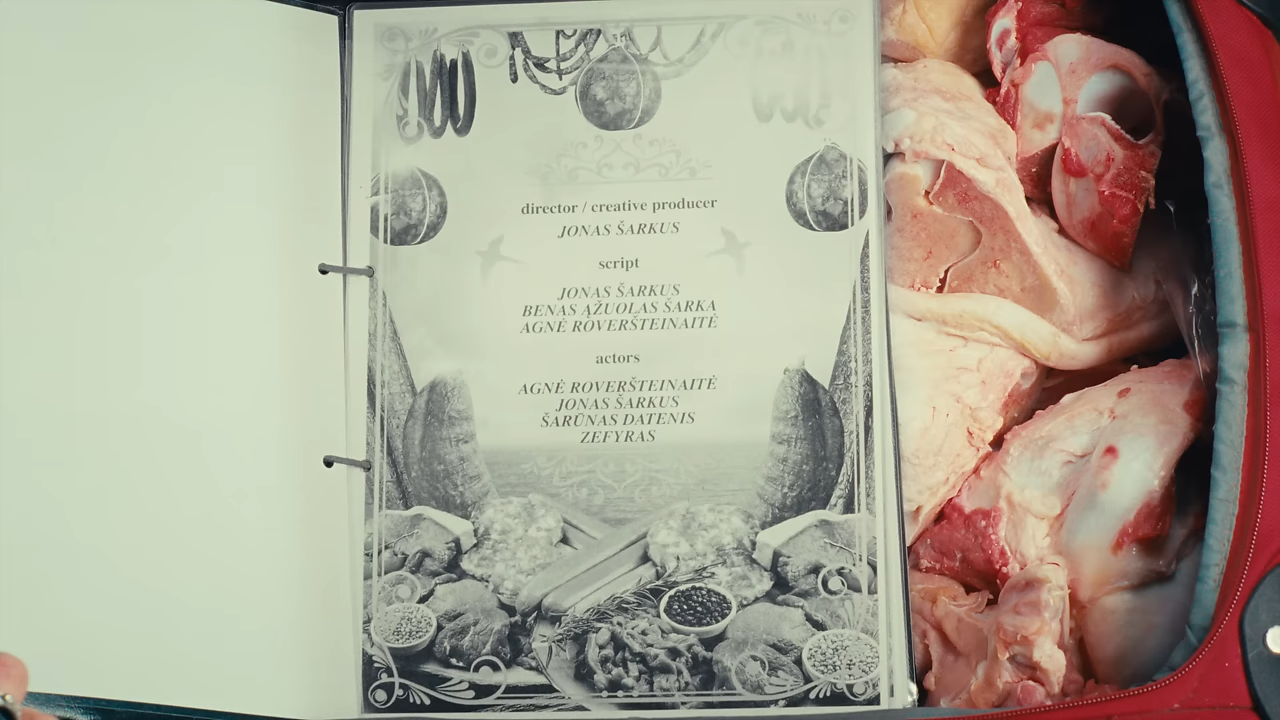 director / creative producer
JONAS ŠARKUS
script
JONAS ŠARKUS
BENAS ĄŽUOLAS ŠARKA
AGNĖ ROVERŠTEINAITĖ
actors
AGNĖ ROVERŠTEINAITĖ
JONAS ŠARKUS
ŠARŪNAS DATENIS
ZEFYRAS